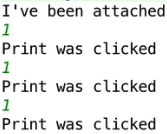 I've been attached
1
Print was clicked
1
Print was clicked
1
Print was clicked